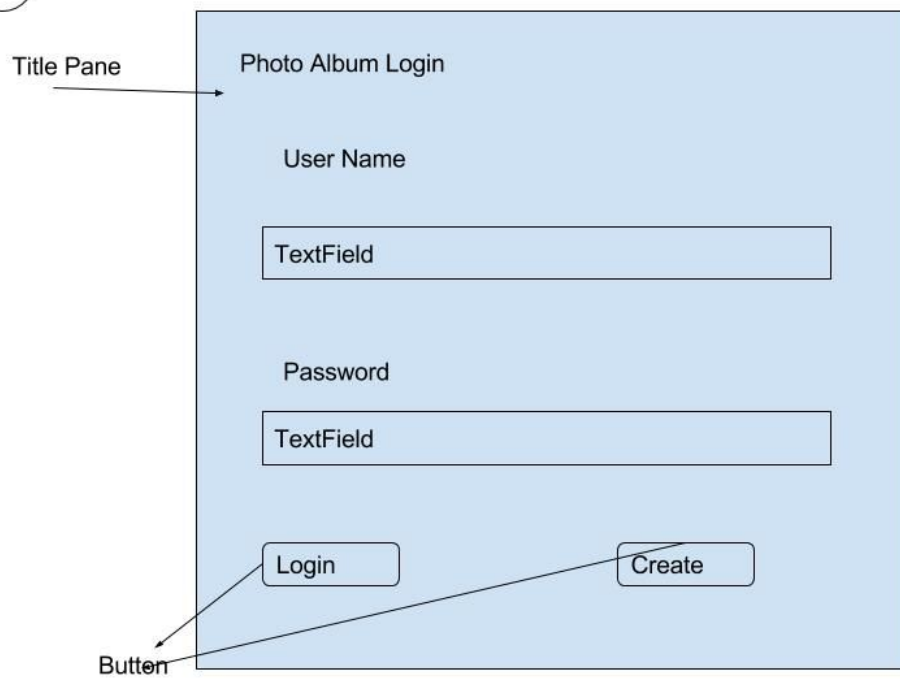 Title Pane
Photo Album Login
User Name
TextField
Password
TextField
Login
Create
Button